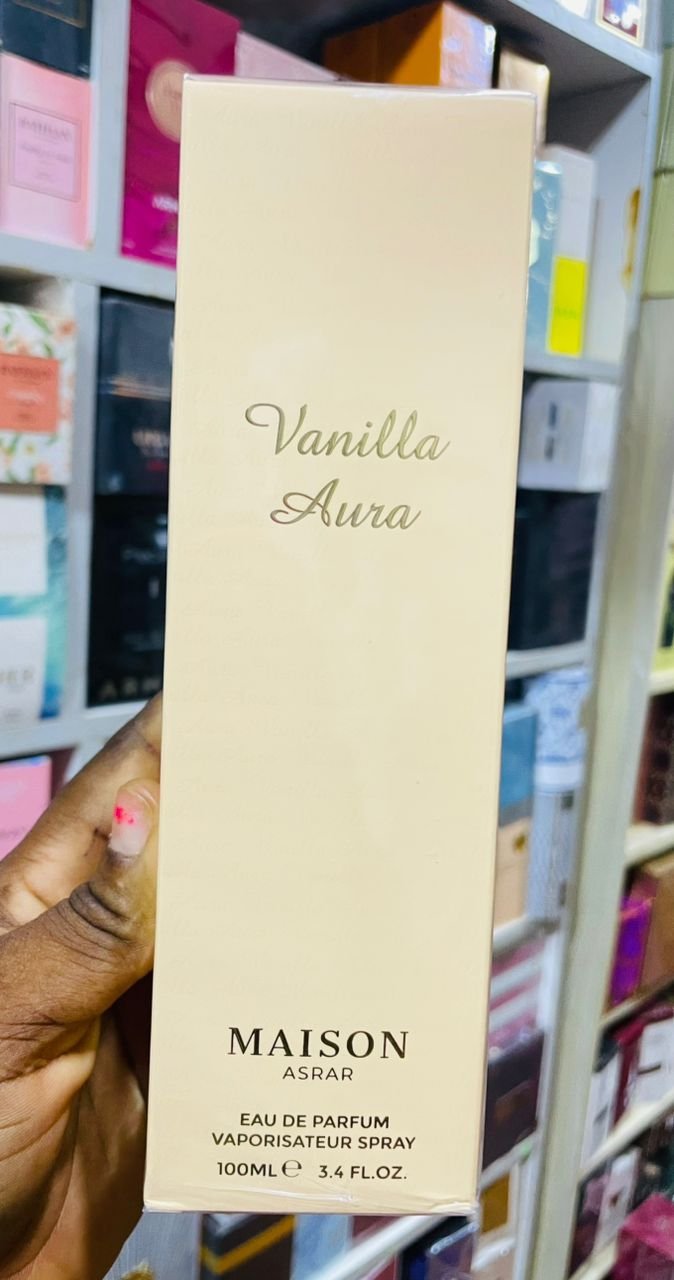 Vanilla
Aura
MAISON
ASRAR
EAU DE PARFUM
VAPORISATEUR SPRAY
100ML℮ 3.4 FL.OZ.